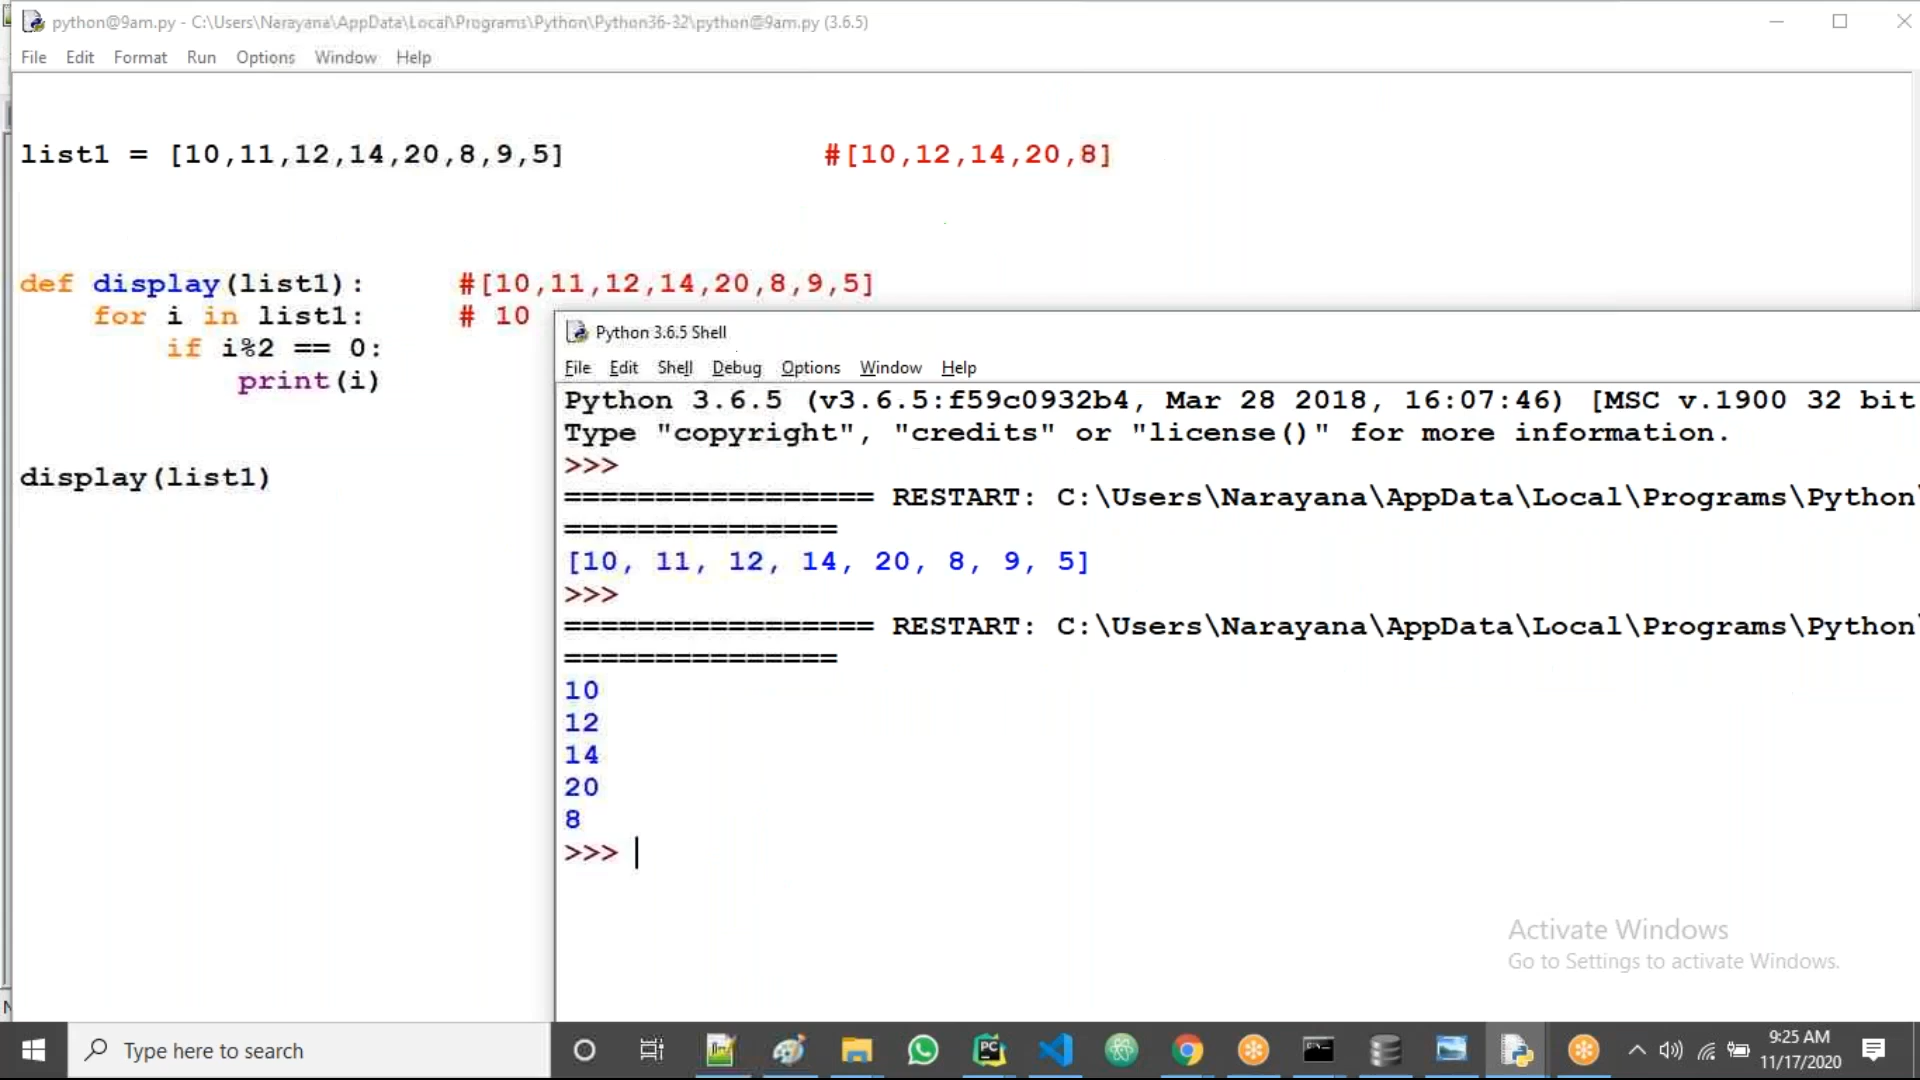 python@9am.py - C:\Users\Narayana\AppData\Local\Programs\Python\Python36-32\python@9am.py (3.6.5)
File Edit Format Run Options Window Help
list1 = [10,11,12,14,20,8,9,5] #[10,12,14,20,8]
def display(list1): #[10,11,12,14,20,8,9,5]
for i in list1: # 10
if i%2 == 0:
print(i)
display(list1)
Python 3.6.5 Shell
File Edit Shell Debug Options Window Help
Python 3.6.5 (v3.6.5:f59c0932b4, Mar 28 2018, 16:07:46) [MSC v.1900 32 bit
Type "copyright", "credits" or "license()" for more information.
>>>
================= RESTART: C:\Users\Narayana\AppData\Local\Programs\Python\
===============
[10, 11, 12, 14, 20, 8, 9, 5]
>>>
================= RESTART: C:\Users\Narayana\AppData\Local\Programs\Python\
===============
10
12
14
20
8
>>>
Activate Windows
Go to Settings to activate Windows.
Type here to search
9:25 AM
11/17/2020